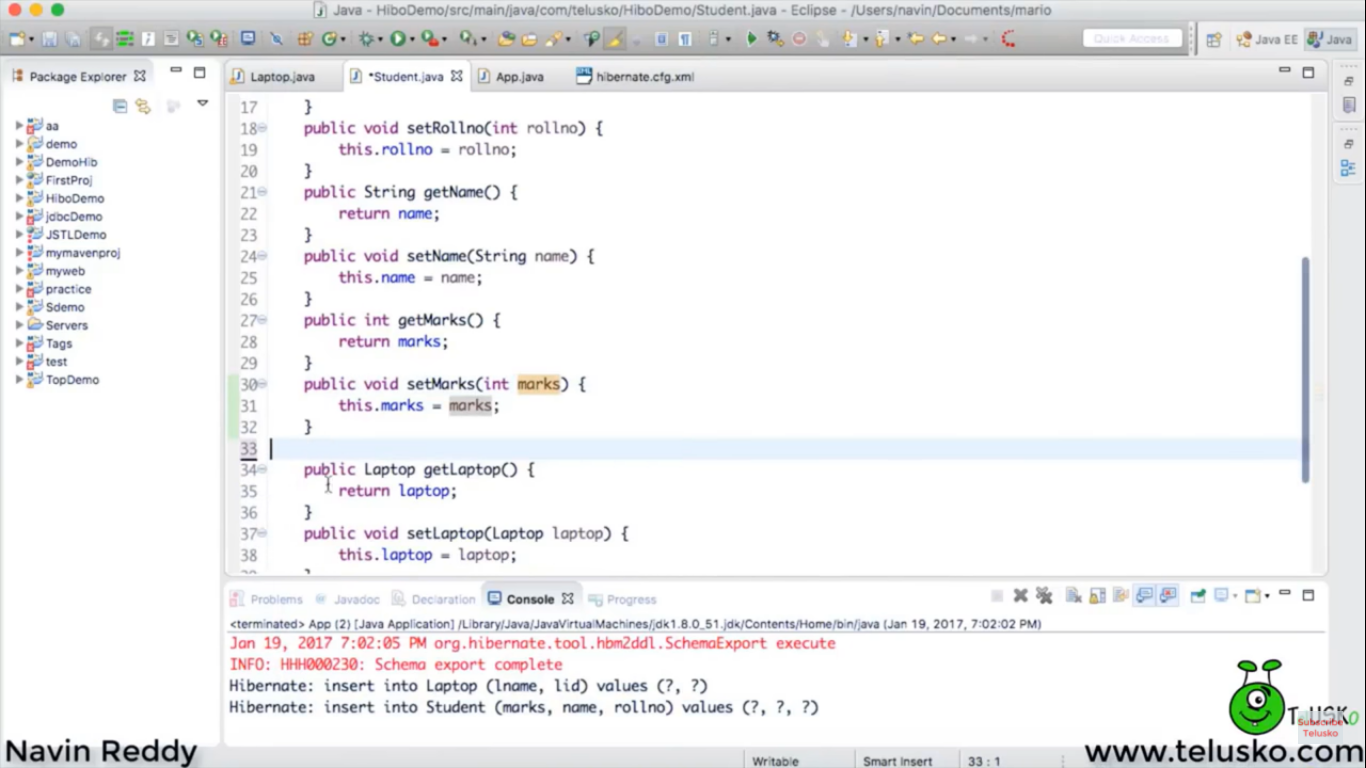 Java - HiboDemo/src/main/java/com/telusko/HiboDemo/Student.java - Eclipse - /Users/navin/Documents/mario
Quick Access
Java EE
Java
Package Explorer
Laptop.java
*Student.java
App.java
hibernate.cfg.xml
aa
demo
DemoHib
FirstProj
HiboDemo
jdbcDemo
JSTLDemo
mymavenproj
myweb
practice
Sdemo
Servers
Tags
test
TopDemo
17 }
18 public void setRollno(int rollno) {
19 this.rollno = rollno;
20 }
21 public String getName() {
22 return name;
23 }
24 public void setName(String name) {
25 this.name = name;
26 }
27 public int getMarks() {
28 return marks;
29 }
30 public void setMarks(int marks) {
31 this.marks = marks;
32 }
33
34 public Laptop getLaptop() {
35 return laptop;
36 }
37 public void setLaptop(Laptop laptop) {
38 this.laptop = laptop;
Problems
Javadoc
Declaration
Console
Progress
<terminated> App (2) [Java Application] /Library/Java/JavaVirtualMachines/jdk1.8.0_51.jdk/Contents/Home/bin/java (Jan 19, 2017, 7:02:02 PM)
Jan 19, 2017 7:02:05 PM org.hibernate.tool.hbm2ddl.SchemaExport execute
INFO: HHH000230: Schema export complete
Hibernate: insert into Laptop (lname, lid) values (?, ?)
Hibernate: insert into Student (marks, name, rollno) values (?, ?, ?)
Subscribe
Telusko
Navin Reddy
Writable
Smart Insert
33 : 1
www.telusko.com